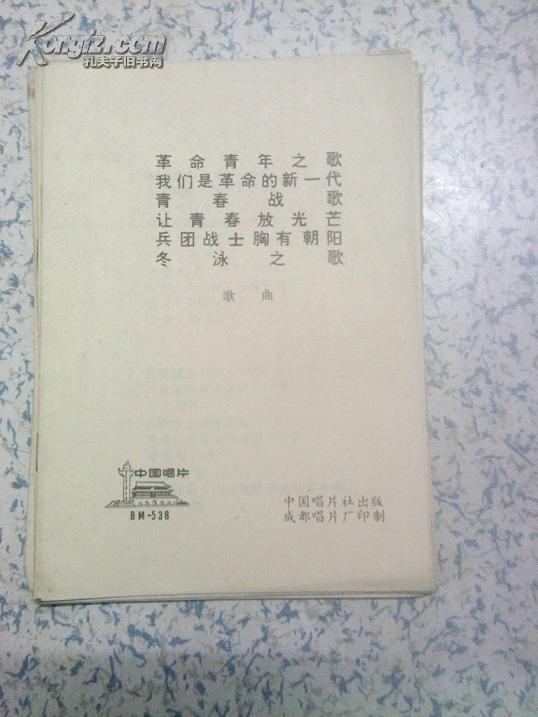 Kongfz.com
孔夫子旧书网
革命青年之歌
我们是革命的新一代
青春战歌
让青春放光芒
兵团战士胸有朝阳
冬泳之歌
歌曲
中国唱片
BM-538
中国唱片社出版
成都唱片厂印制